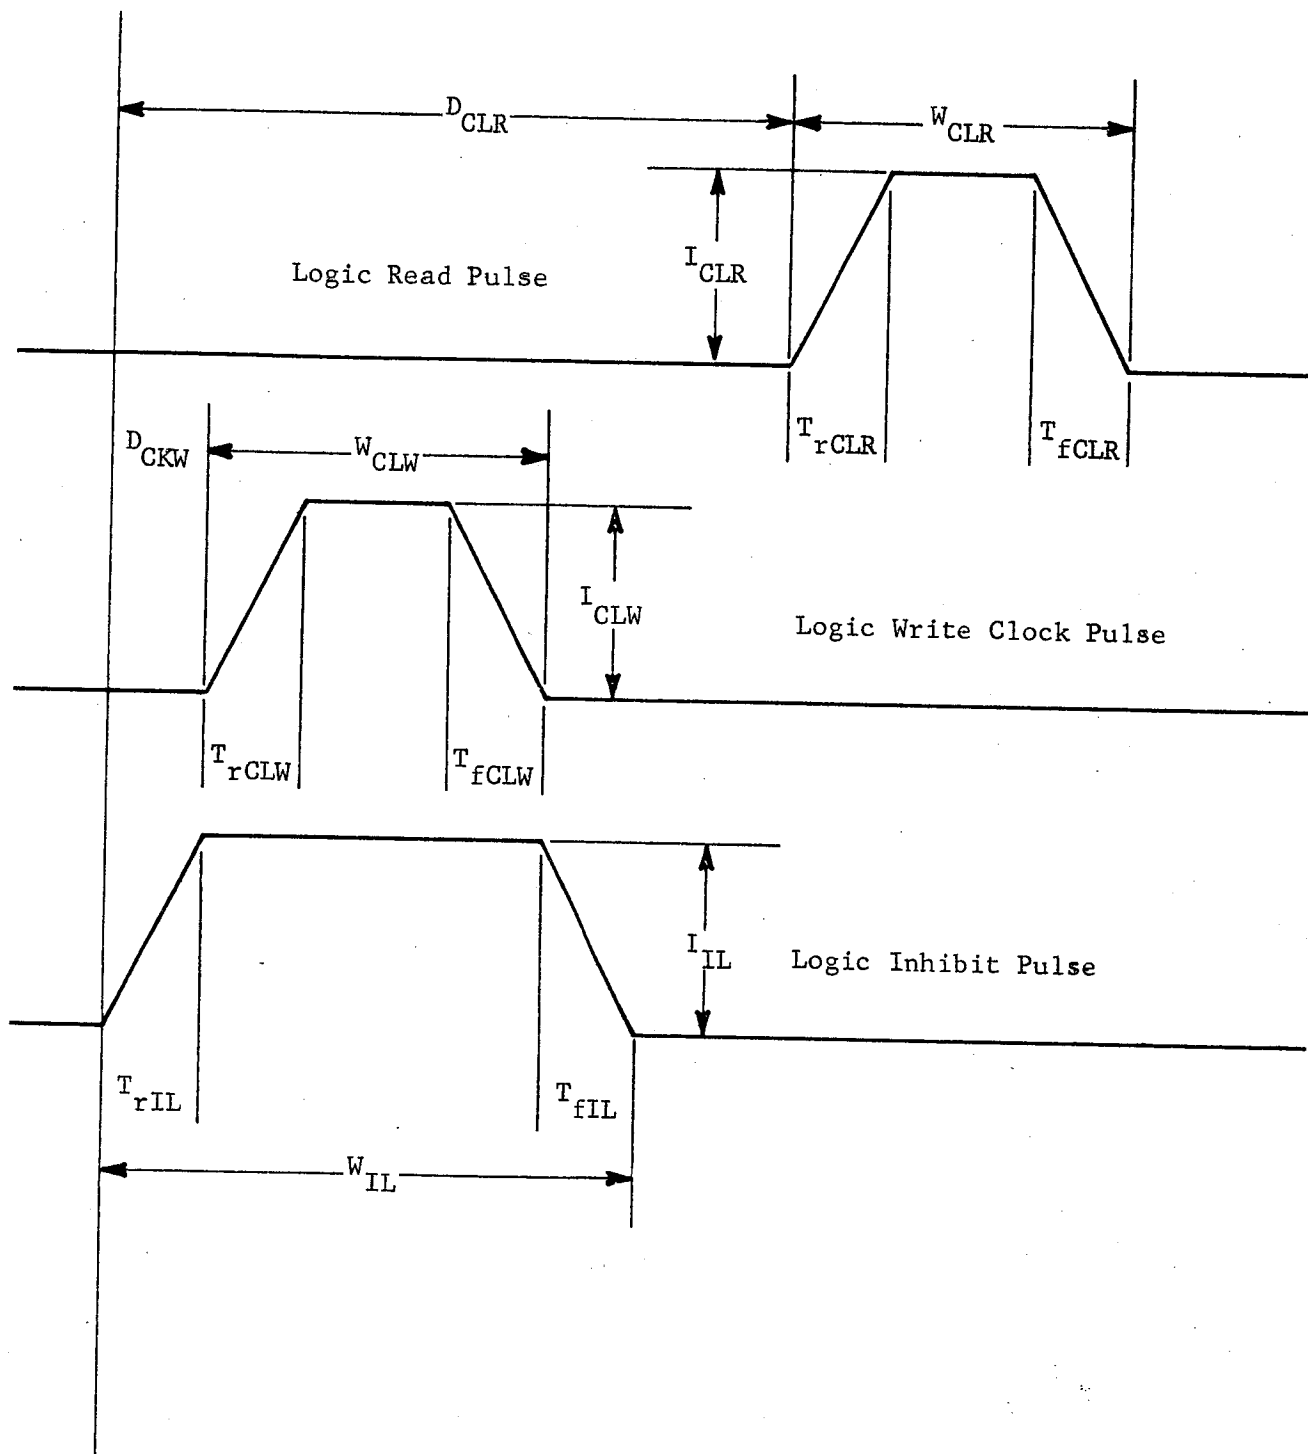 D_CLR
W_CLR
I_CLR
Logic Read Pulse
T_rCLR
T_fCLR
D_CKW
W_CLW
I_CLW
Logic Write Clock Pulse
T_rCLW
T_fCLW
I_IL
Logic Inhibit Pulse
T_rIL
T_fIL
W_IL